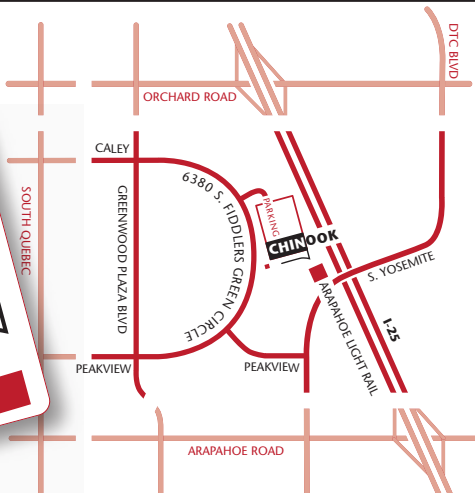 DTC BLVD
ORCHARD ROAD
CALEY
SOUTH QUEBEC
GREENWOOD PLAZA BLVD
6380 S. FIDDLERS GREEN CIRCLE
PARKING
CHINOOK
S. YOSEMITE
ARAPAHOE LIGHT RAIL
I-25
PEAKVIEW
PEAKVIEW
ARAPAHOE ROAD